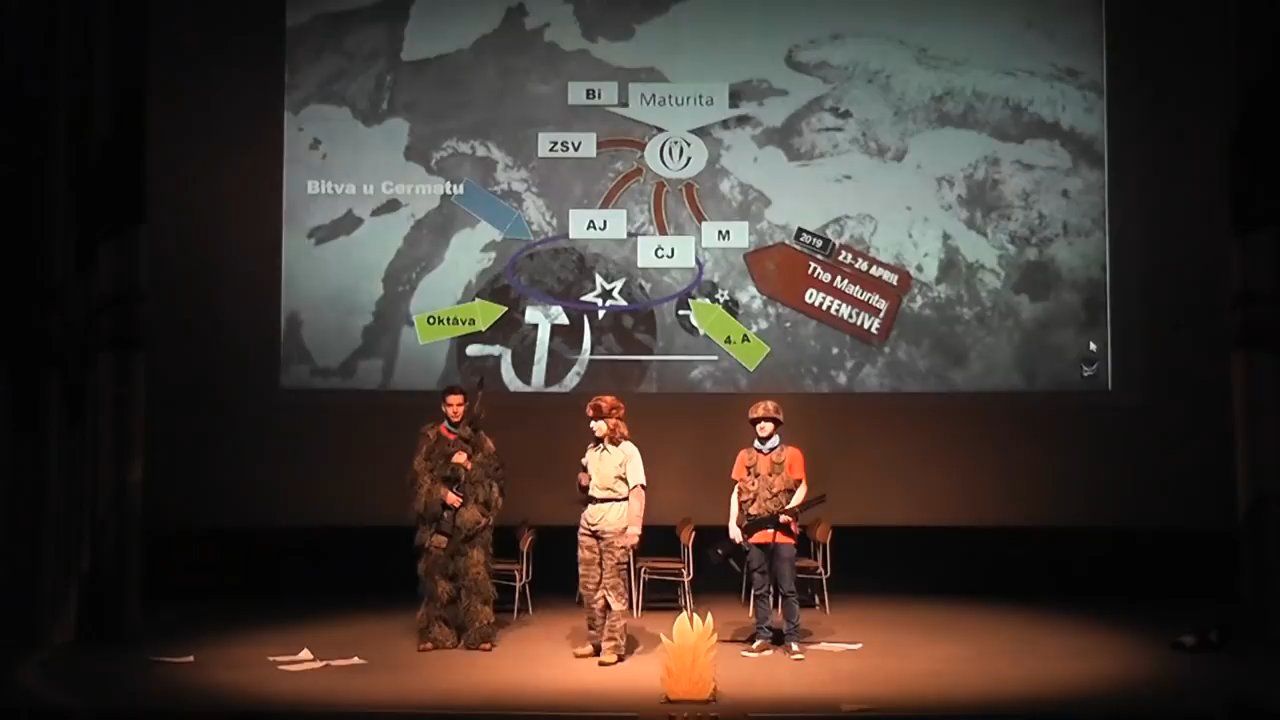 Bi
Maturita
ZSV
Bitva u Cermatu
AJ
M
ČJ
2019
23-26 APRIL
The Maturita
OFFENSIVE
Oktáva
4. A